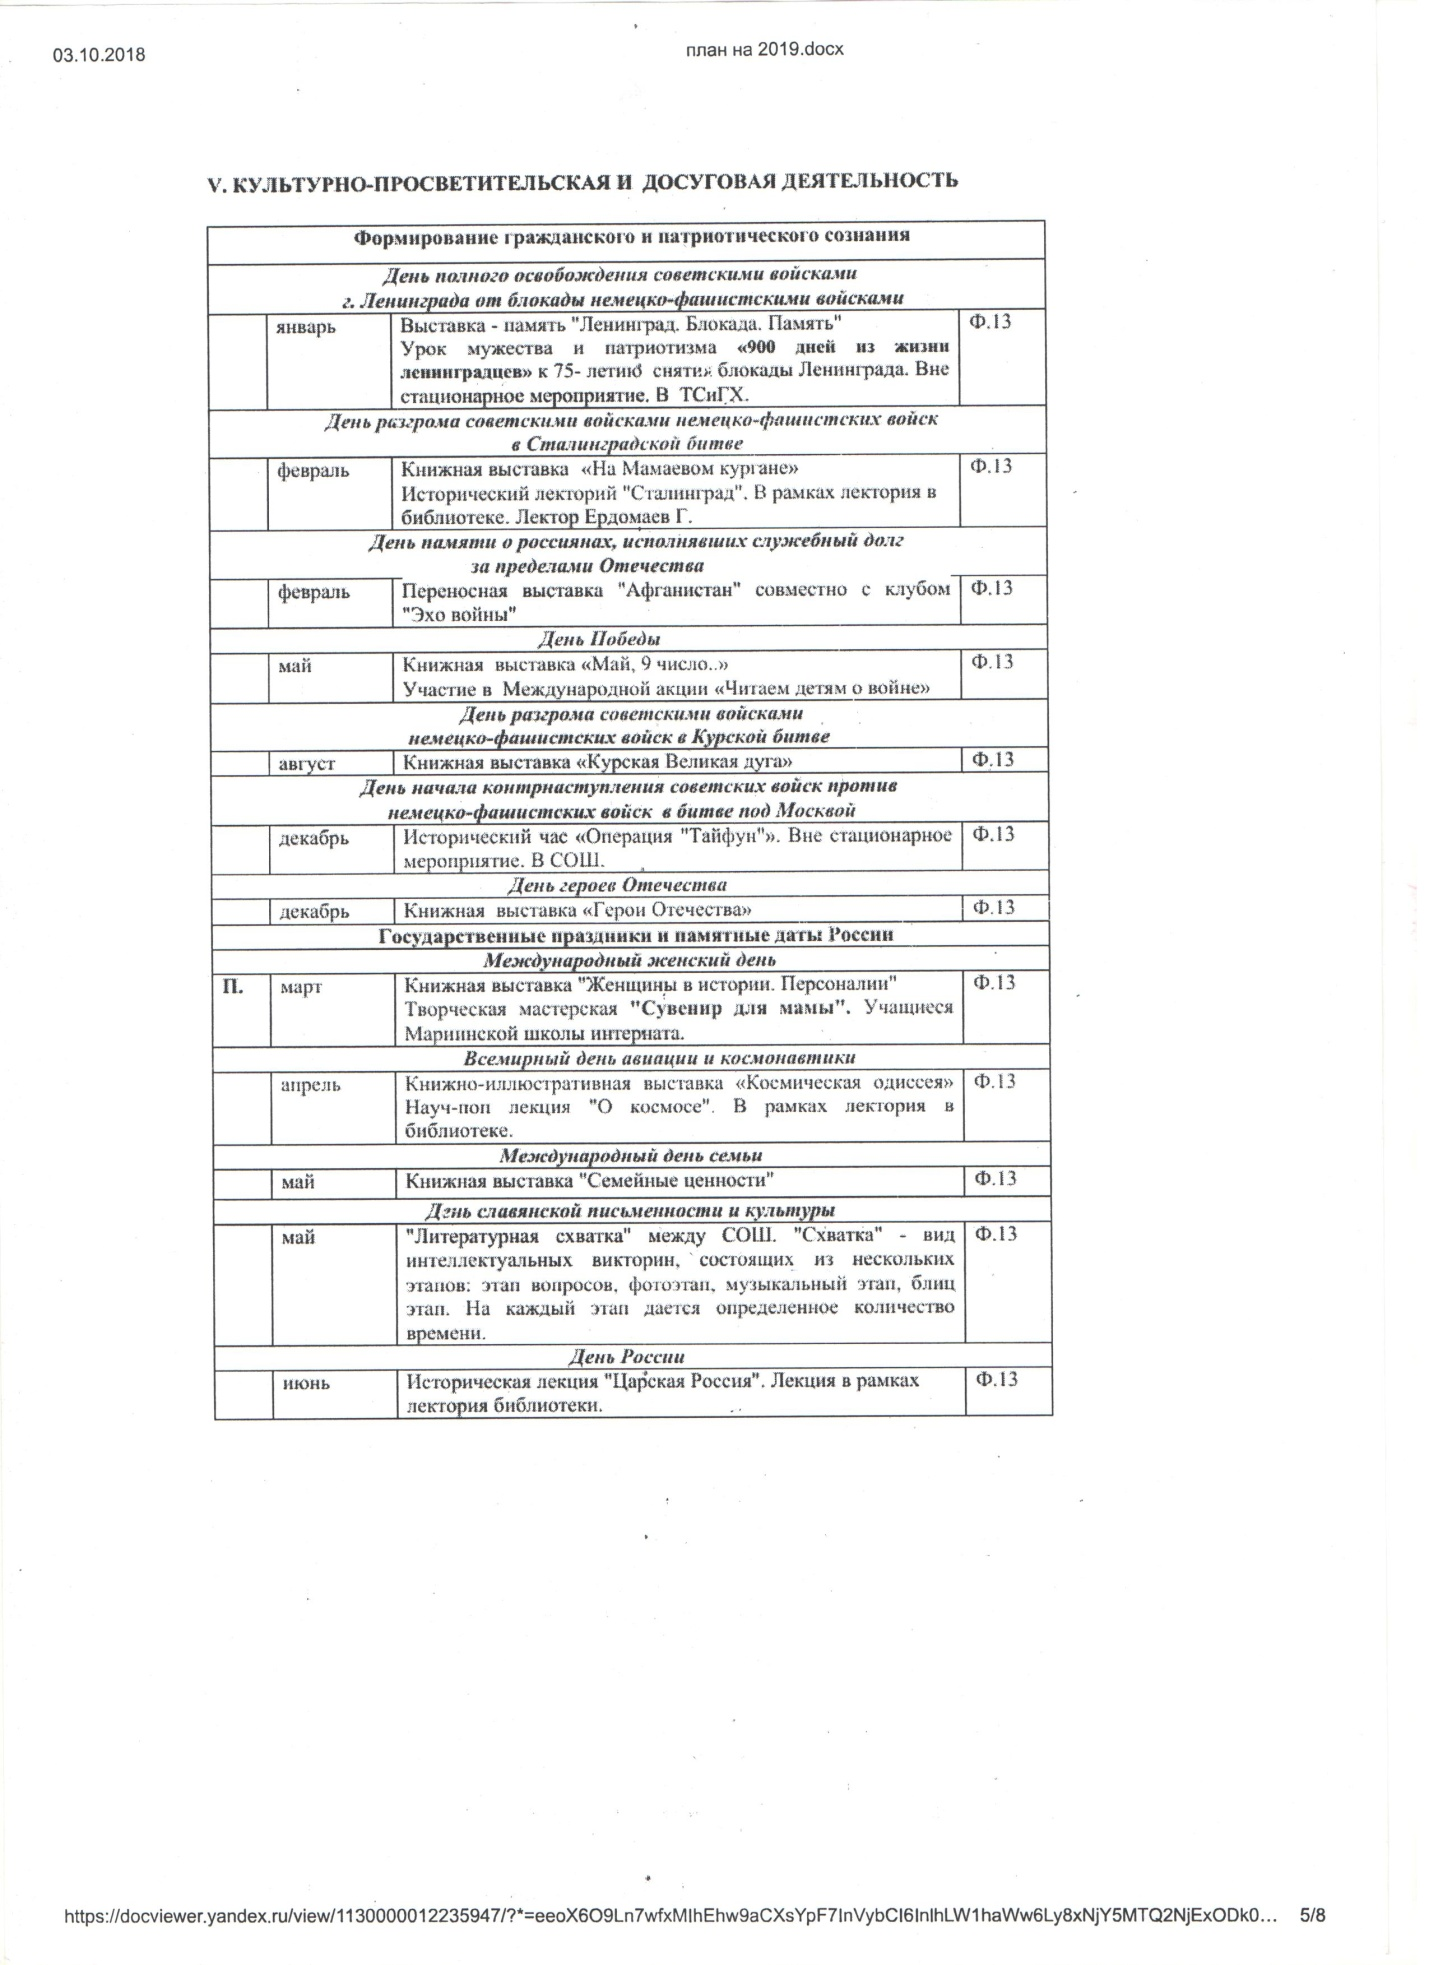 03.10.2018
план на 2019.docx
V. КУЛЬТУРНО-ПРОСВЕТИТЕЛЬСКАЯ И ДОСУГОВАЯ ДЕЯТЕЛЬНОСТЬ
Формирование гражданского и патриотического сознания
День полного освобождения советскими войсками
г. Ленинграда от блокады немецко-фашистскими войсками
январь
Выставка - память "Ленинград. Блокада. Память"
Урок мужества и патриотизма «900 дней из жизни
ленинградцев» к 75- летию снятия блокады Ленинграда. Вне
стационарное мероприятие. В ТСиГХ.
Ф.13
День разгрома советскими войсками немецко-фашистских войск
в Сталинградской битве
февраль
Книжная выставка «На Мамаевом кургане»
Исторический лекторий "Сталинград". В рамках лектория в
библиотеке. Лектор Ердомаев Г.
Ф.13
День памяти о россиянах, исполнявших служебный долг
за пределами Отечества
февраль
Переносная выставка "Афганистан" совместно с клубом
"Эхо войны"
Ф.13
День Победы
май
Книжная выставка «Май, 9 число..»
Участие в Международной акции «Читаем детям о войне»
Ф.13
День разгрома советскими войсками
немецко-фашистских войск в Курской битве
август
Книжная выставка «Курская Великая дуга»
Ф.13
День начала контрнаступления советских войск против
немецко-фашистских войск в битве под Москвой
декабрь
Исторический час «Операция "Тайфун"». Вне стационарное
мероприятие. В СОШ.
Ф.13
День героев Отечества
декабрь
Книжная выставка «Герои Отечества»
Ф.13
Государственные праздники и памятные даты России
Международный женский день
П.
март
Книжная выставка "Женщины в истории. Персоналии"
Творческая мастерская "Сувенир для мамы". Учащиеся
Мариинской школы интерната.
Ф.13
Всемирный день авиации и космонавтики
апрель
Книжно-иллюстративная выставка «Космическая одиссея»
Науч-поп лекция "О космосе". В рамках лектория в
библиотеке.
Ф.13
Международный день семьи
май
Книжная выставка "Семейные ценности"
Ф.13
День славянской письменности и культуры
май
"Литературная схватка" между СОШ. "Схватка" - вид
интеллектуальных викторин, состоящих из нескольких
этапов: этап вопросов, фотоэтап, музыкальный этап, блиц
этап. На каждый этап дается определенное количество
времени.
Ф.13
День России
июнь
Историческая лекция "Царская Россия". Лекция в рамках
лектория библиотеки.
Ф.13
https://docviewer.yandex.ru/view/1130000012235947/?*=eeoX6O9Ln7wfxMlhEhw9aCXsYpF7InVybCI6InlhLW1haWw6Ly8xNjY5MTQ2NjExODk0...
5/8